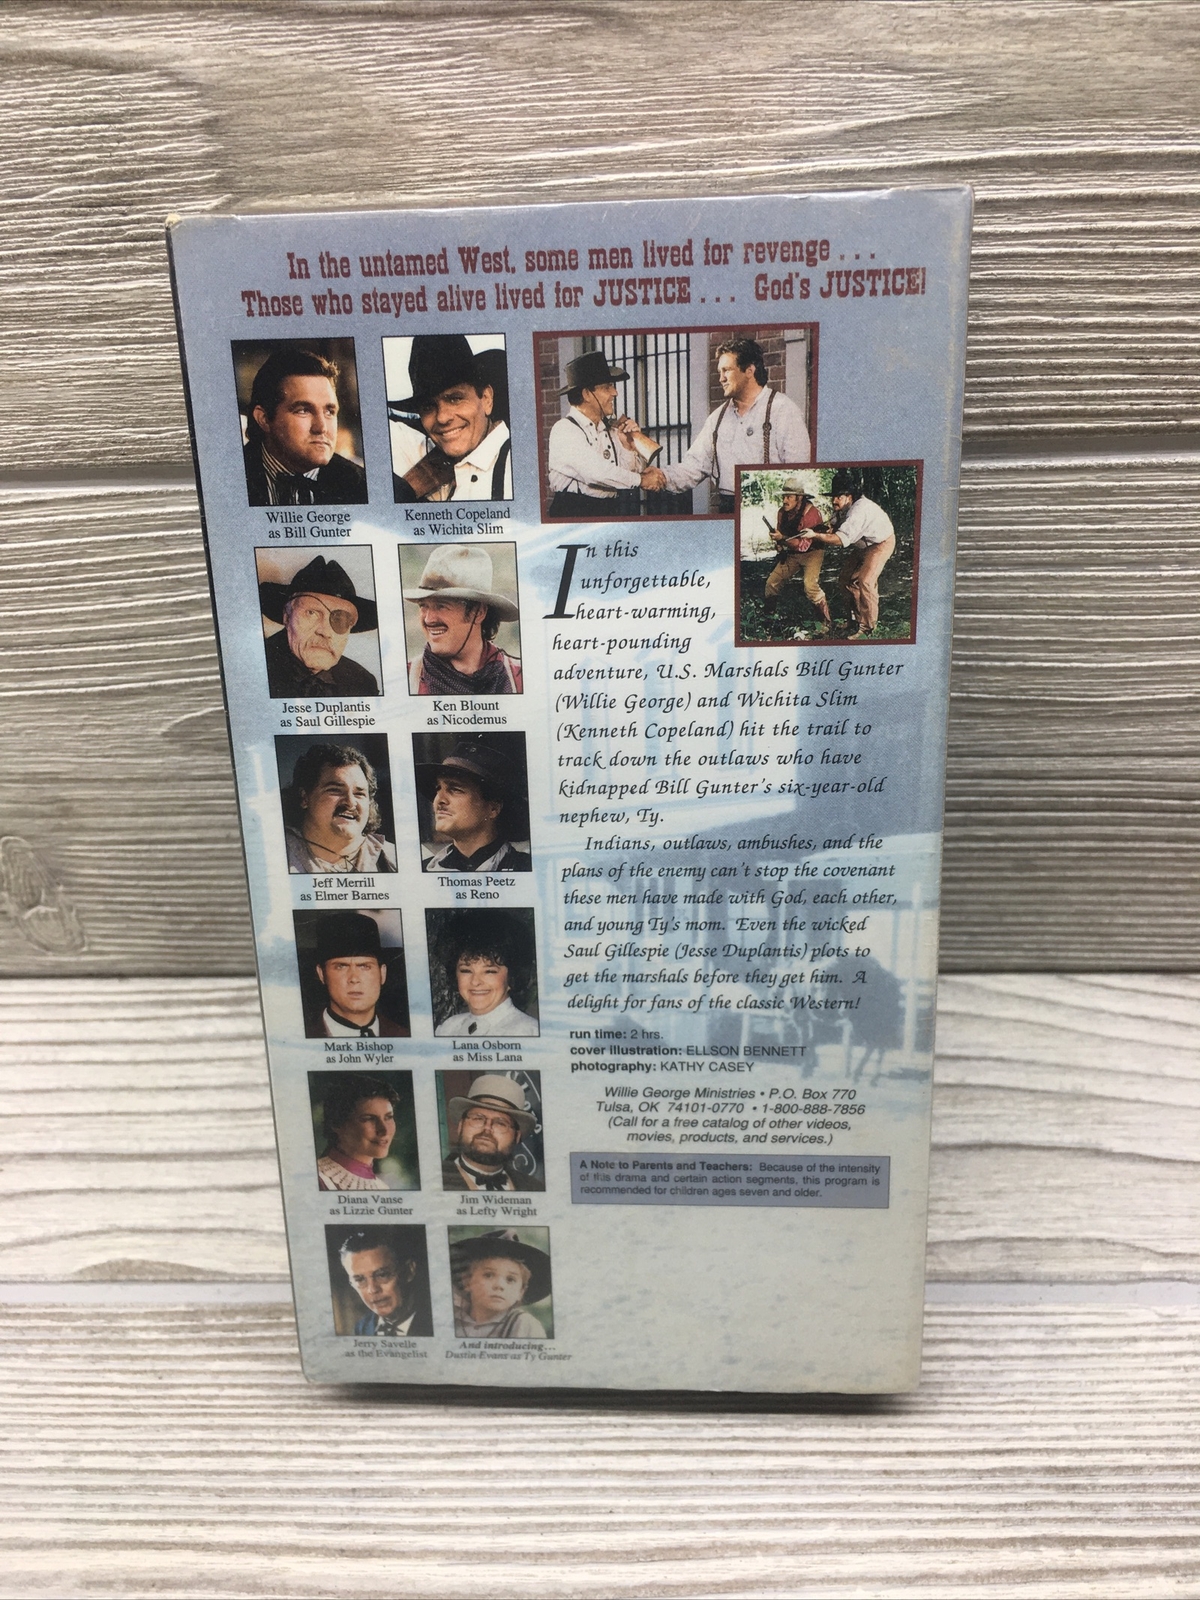 In the untamed West, some men lived for revenge . . .
Those who stayed alive lived for JUSTICE . . . God's JUSTICE!
Willie George
as Bill Gunter
Kenneth Copeland
as Wichita Slim
Jesse Duplantis
as Saul Gillespie
Ken Blount
as Nicodemus
Jeff Merrill
as Elmer Barnes
Thomas Peetz
as Reno
Mark Bishop
as John Wyler
Lana Osborn
as Miss Lana
Diana Vanse
as Lizzie Gunter
Jim Wideman
as Lefty Wright
Jerry Savelle
as the Evangelist
And introducing...
Dustin Evans as Ty Gunter
In this
unforgettable,
heart-warming,
heart-pounding
adventure, U.S. Marshals Bill Gunter
(Willie George) and Wichita Slim
(Kenneth Copeland) hit the trail to
track down the outlaws who have
kidnapped Bill Gunter's six-year-old
nephew, Ty.
Indians, outlaws, ambushes, and the
plans of the enemy can't stop the covenant
these men have made with God, each other,
and young Ty's mom. Even the wicked
Saul Gillespie (Jesse Duplantis) plots to
get the marshals before they get him. A
delight for fans of the classic Western!
run time: 2 hrs.
cover illustration: ELLSON BENNETT
photography: KATHY CASEY
Willie George Ministries • P.O. Box 770
Tulsa, OK 74101-0770 • 1-800-888-7856
(Call for a free catalog of other videos,
movies, products, and services.)
A Note to Parents and Teachers: Because of the intensity
of this drama and certain action segments, this program is
recommended for children ages seven and older.